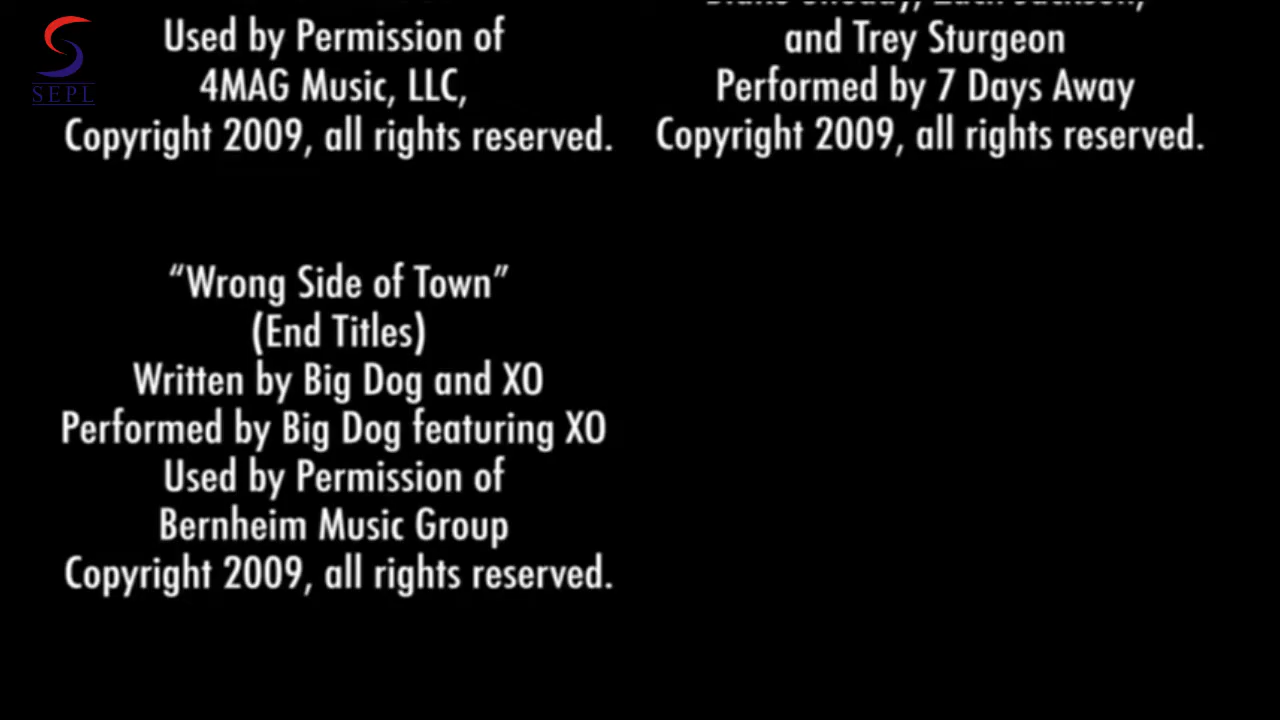 SEPL
Used by Permission of
4MAG Music, LLC,
Copyright 2009, all rights reserved.
and Trey Sturgeon
Performed by 7 Days Away
Copyright 2009, all rights reserved.
“Wrong Side of Town”
(End Titles)
Written by Big Dog and XO
Performed by Big Dog featuring XO
Used by Permission of
Bernheim Music Group
Copyright 2009, all rights reserved.